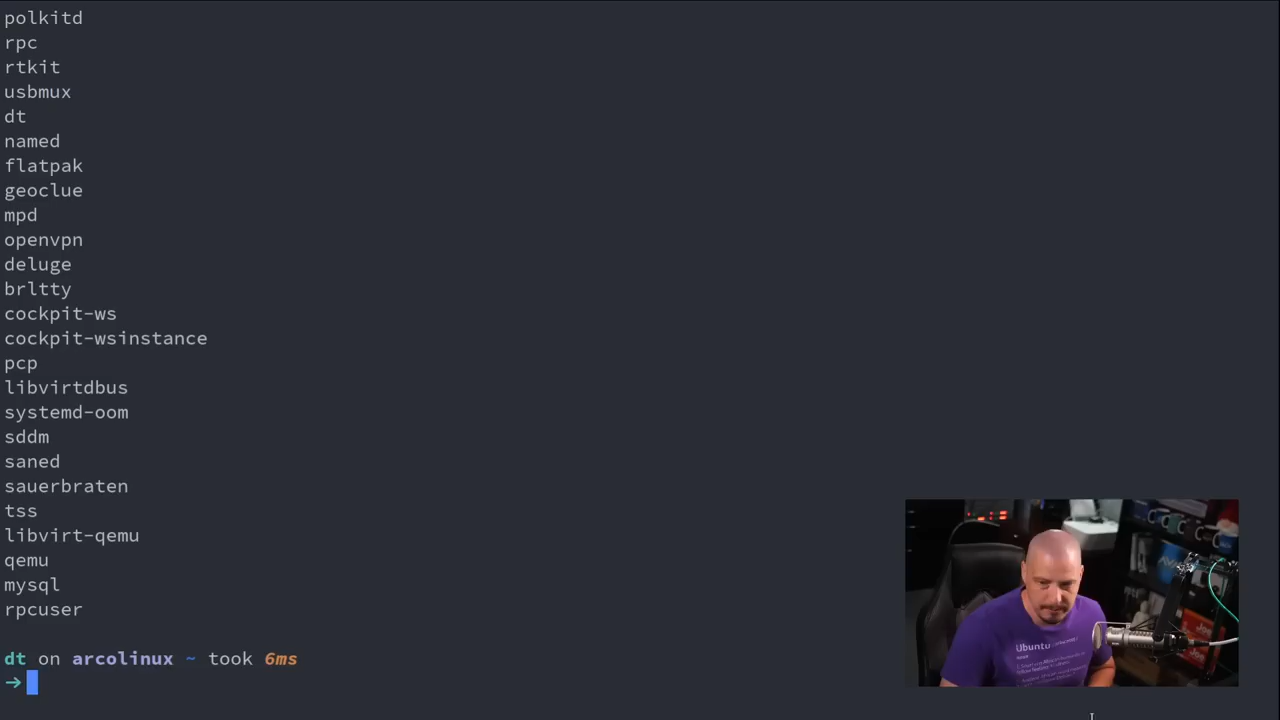 polkitd
rpc
rtkit
usbmux
dt
named
flatpak
geoclue
mpd
openvpn
deluge
brltty
cockpit-ws
cockpit-wsinstance
pcp
libvirtdbus
systemd-oom
sddm
saned
sauerbraten
tss
libvirt-qemu
qemu
mysql
rpcuser
dt on arcolinux ~ took 6ms
→
Ubuntu